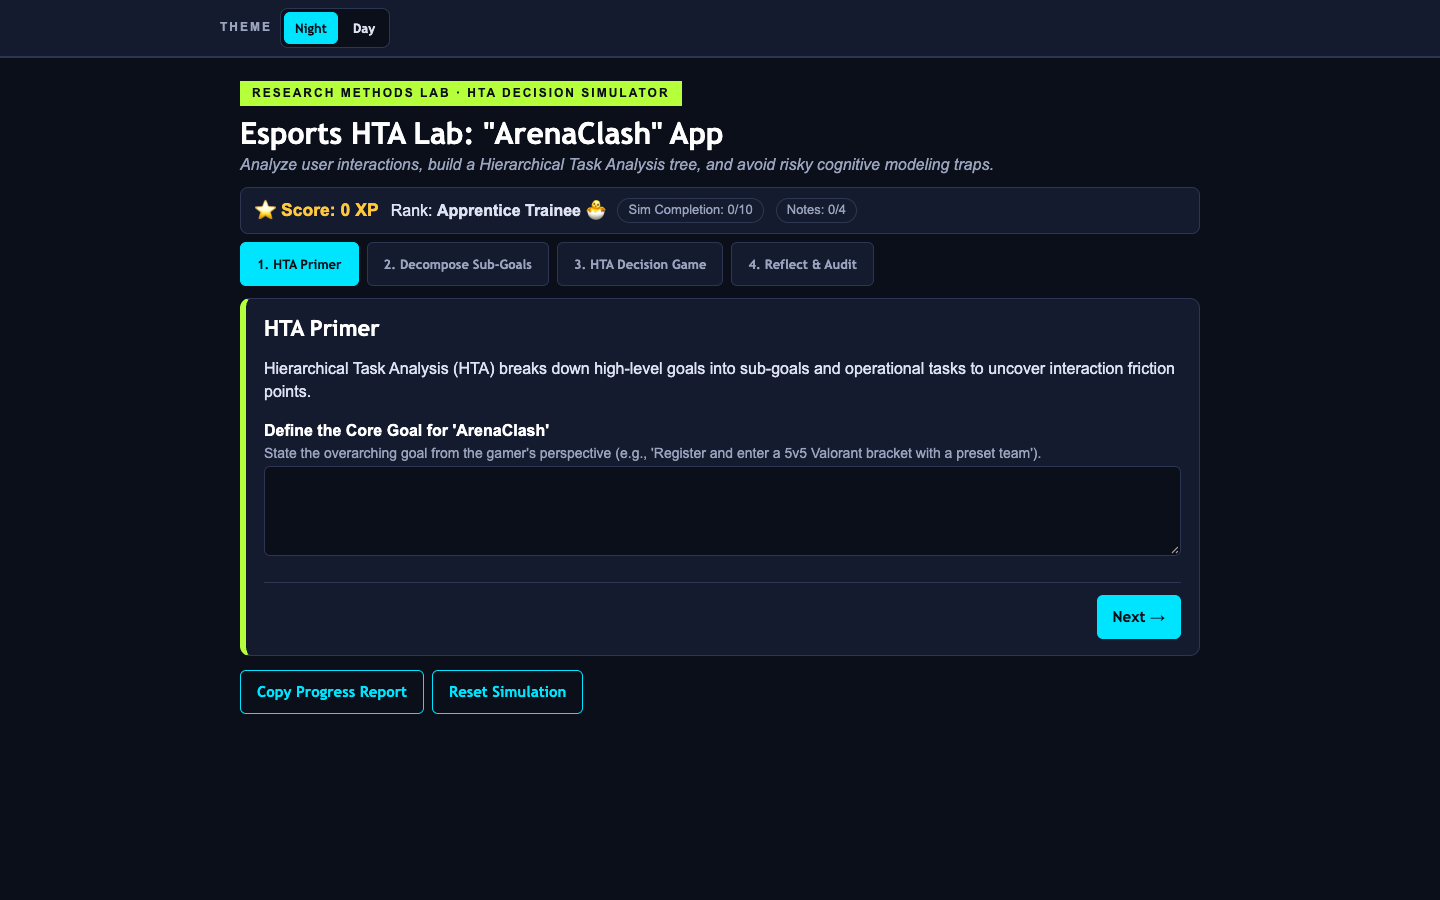 THEME Night Day
RESEARCH METHODS LAB · HTA DECISION SIMULATOR
Esports HTA Lab: "ArenaClash" App
Analyze user interactions, build a Hierarchical Task Analysis tree, and avoid risky cognitive modeling traps.
⭐ Score: 0 XP Rank: Apprentice Trainee 🐣 Sim Completion: 0/10 Notes: 0/4
1. HTA Primer 2. Decompose Sub-Goals 3. HTA Decision Game 4. Reflect & Audit
HTA Primer
Hierarchical Task Analysis (HTA) breaks down high-level goals into sub-goals and operational tasks to uncover interaction friction
points.
Define the Core Goal for 'ArenaClash'
State the overarching goal from the gamer's perspective (e.g., 'Register and enter a 5v5 Valorant bracket with a preset team').
Next →
Copy Progress Report Reset Simulation